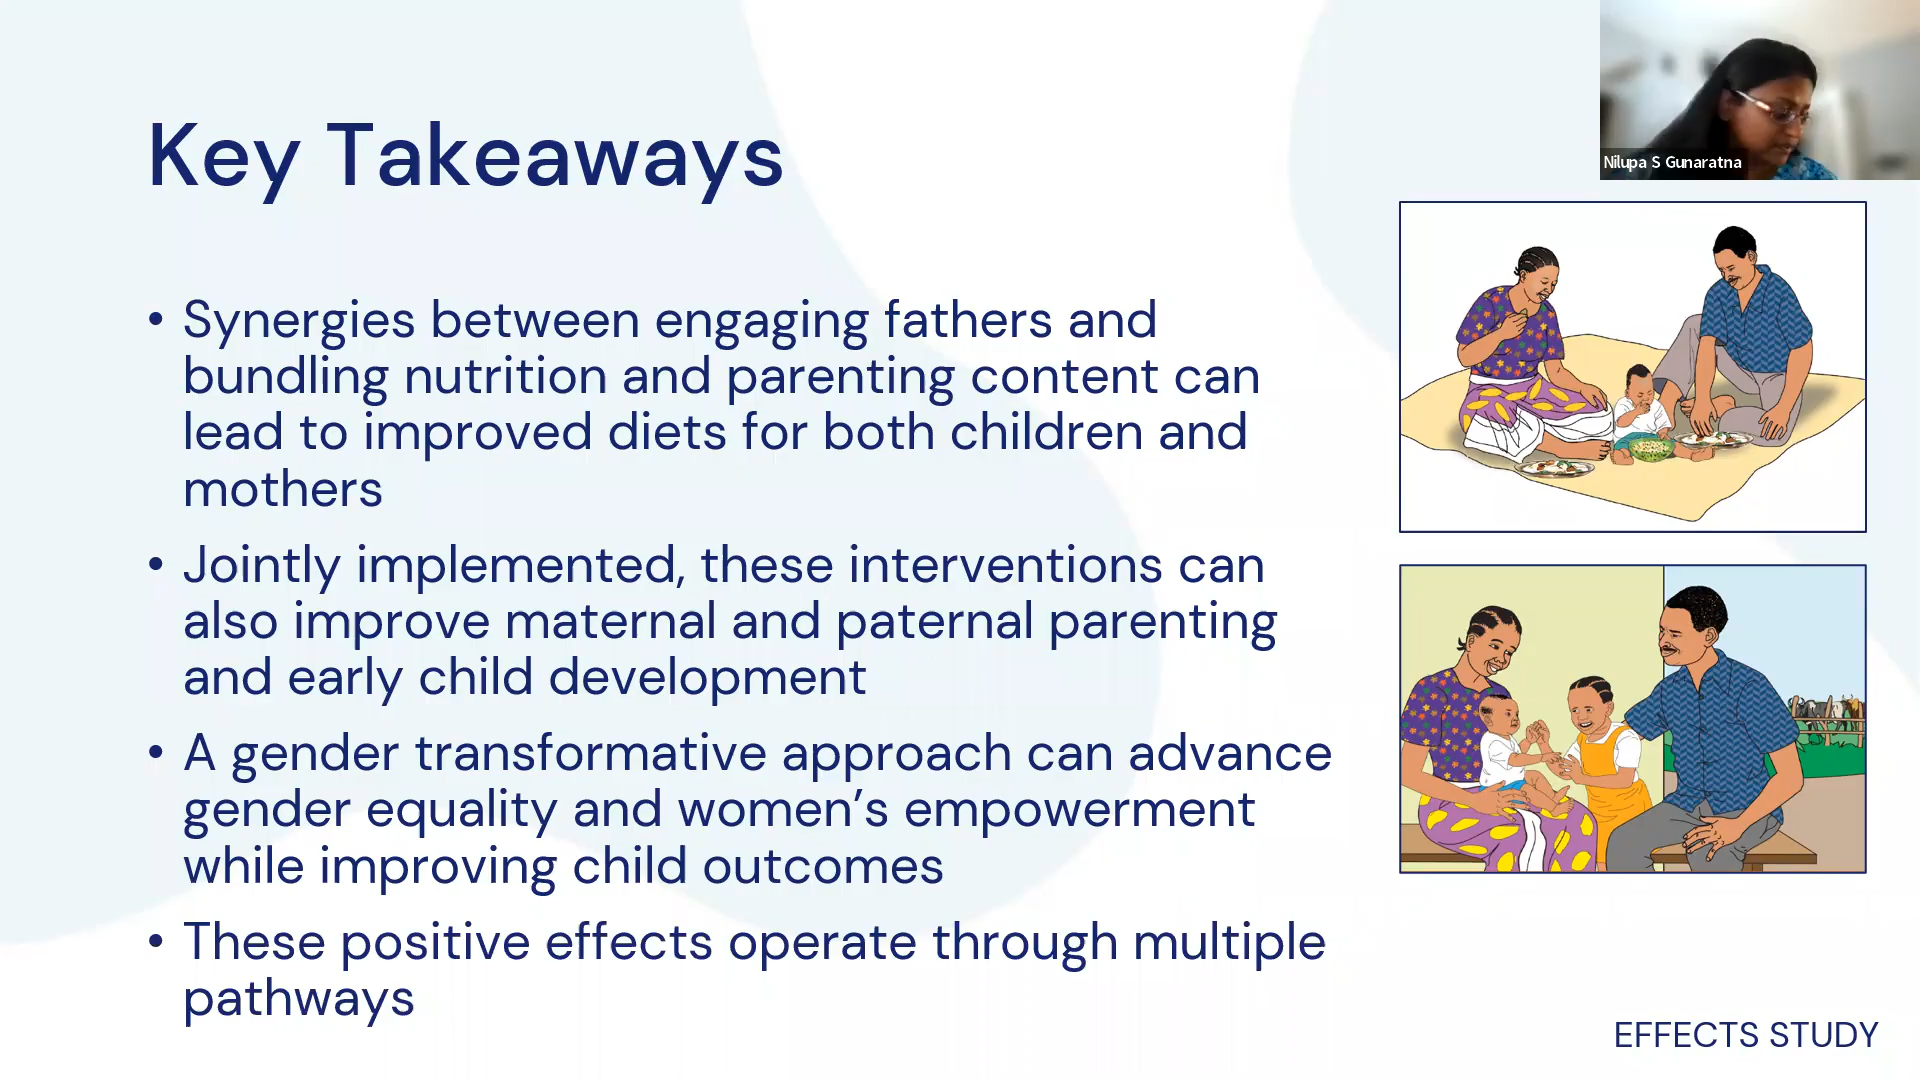 Nilupa S Gunaratna
Key Takeaways
• Synergies between engaging fathers and
bundling nutrition and parenting content can
lead to improved diets for both children and
mothers
• Jointly implemented, these interventions can
also improve maternal and paternal parenting
and early child development
• A gender transformative approach can advance
gender equality and women’s empowerment
while improving child outcomes
• These positive effects operate through multiple
pathways
EFFECTS STUDY